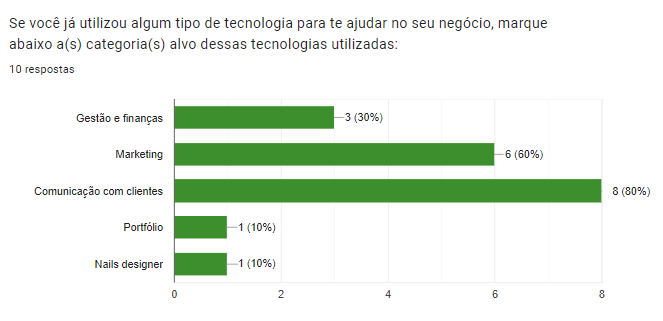 Se você já utilizou algum tipo de tecnologia para te ajudar no seu negócio, marque
abaixo a(s) categoria(s) alvo dessas tecnologias utilizadas:
10 respostas
Gestão e finanças 3 (30%)
Marketing 6 (60%)
Comunicação com clientes 8 (80%)
Portfólio 1 (10%)
Nails designer 1 (10%)
0 2 4 6 8